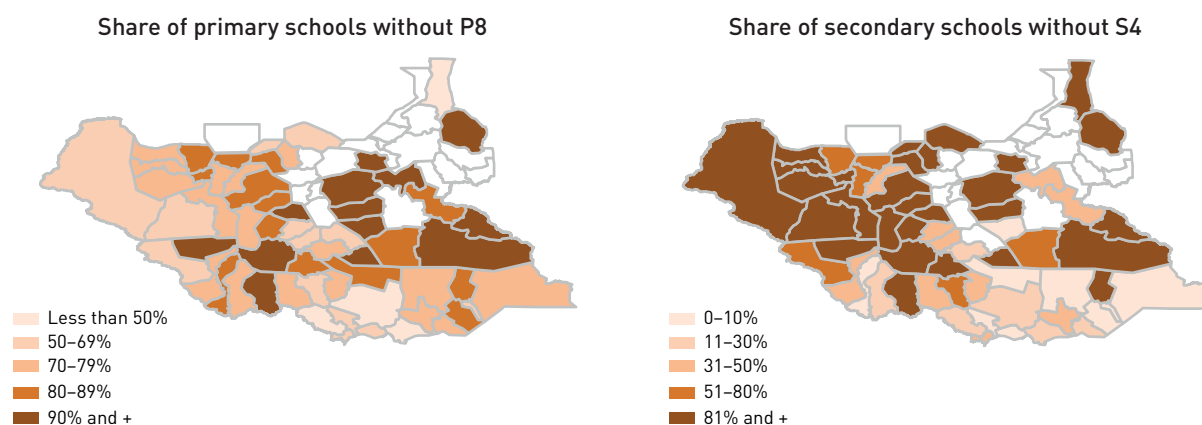 Share of primary schools without P8
Less than 50%
50–69%
70–79%
80–89%
90% and +
Share of secondary schools without S4
0–10%
11–30%
31–50%
51–80%
81% and +